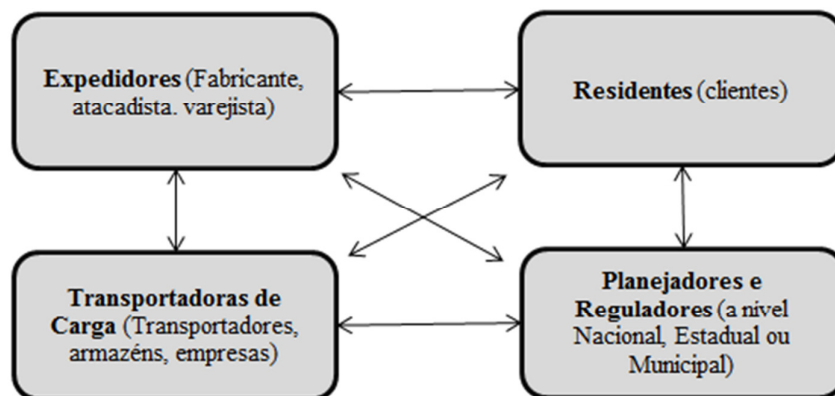 Expedidores (Fabricante,
atacadista. varejista)
Residentes (clientes)
Transportadoras de
Carga (Transportadores,
armazéns, empresas)
Planejadores e
Reguladores (a nível
Nacional, Estadual ou
Municipal)